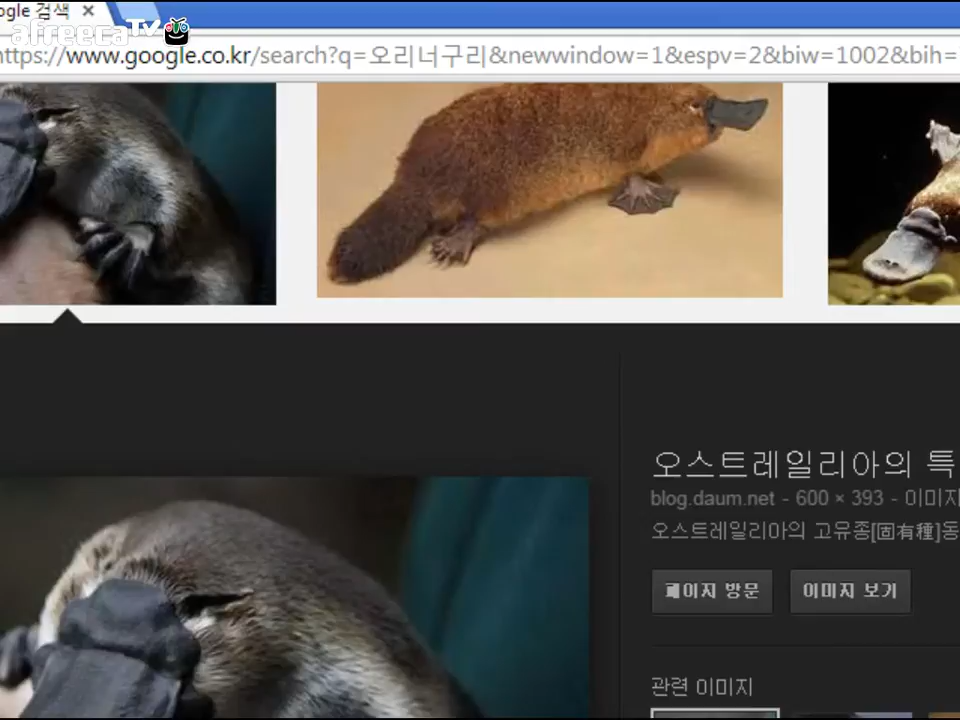 ogle 검색
afreecaTV
https://www.google.co.kr/search?q=오리너구리&newwindow=1&espv=2&biw=1002&bih=
오스트레일리아의 특
blog.daum.net - 600 × 393 - 이미지
오스트레일리아의 고유종[固有種]동
페이지 방문
이미지 보기
관련 이미지